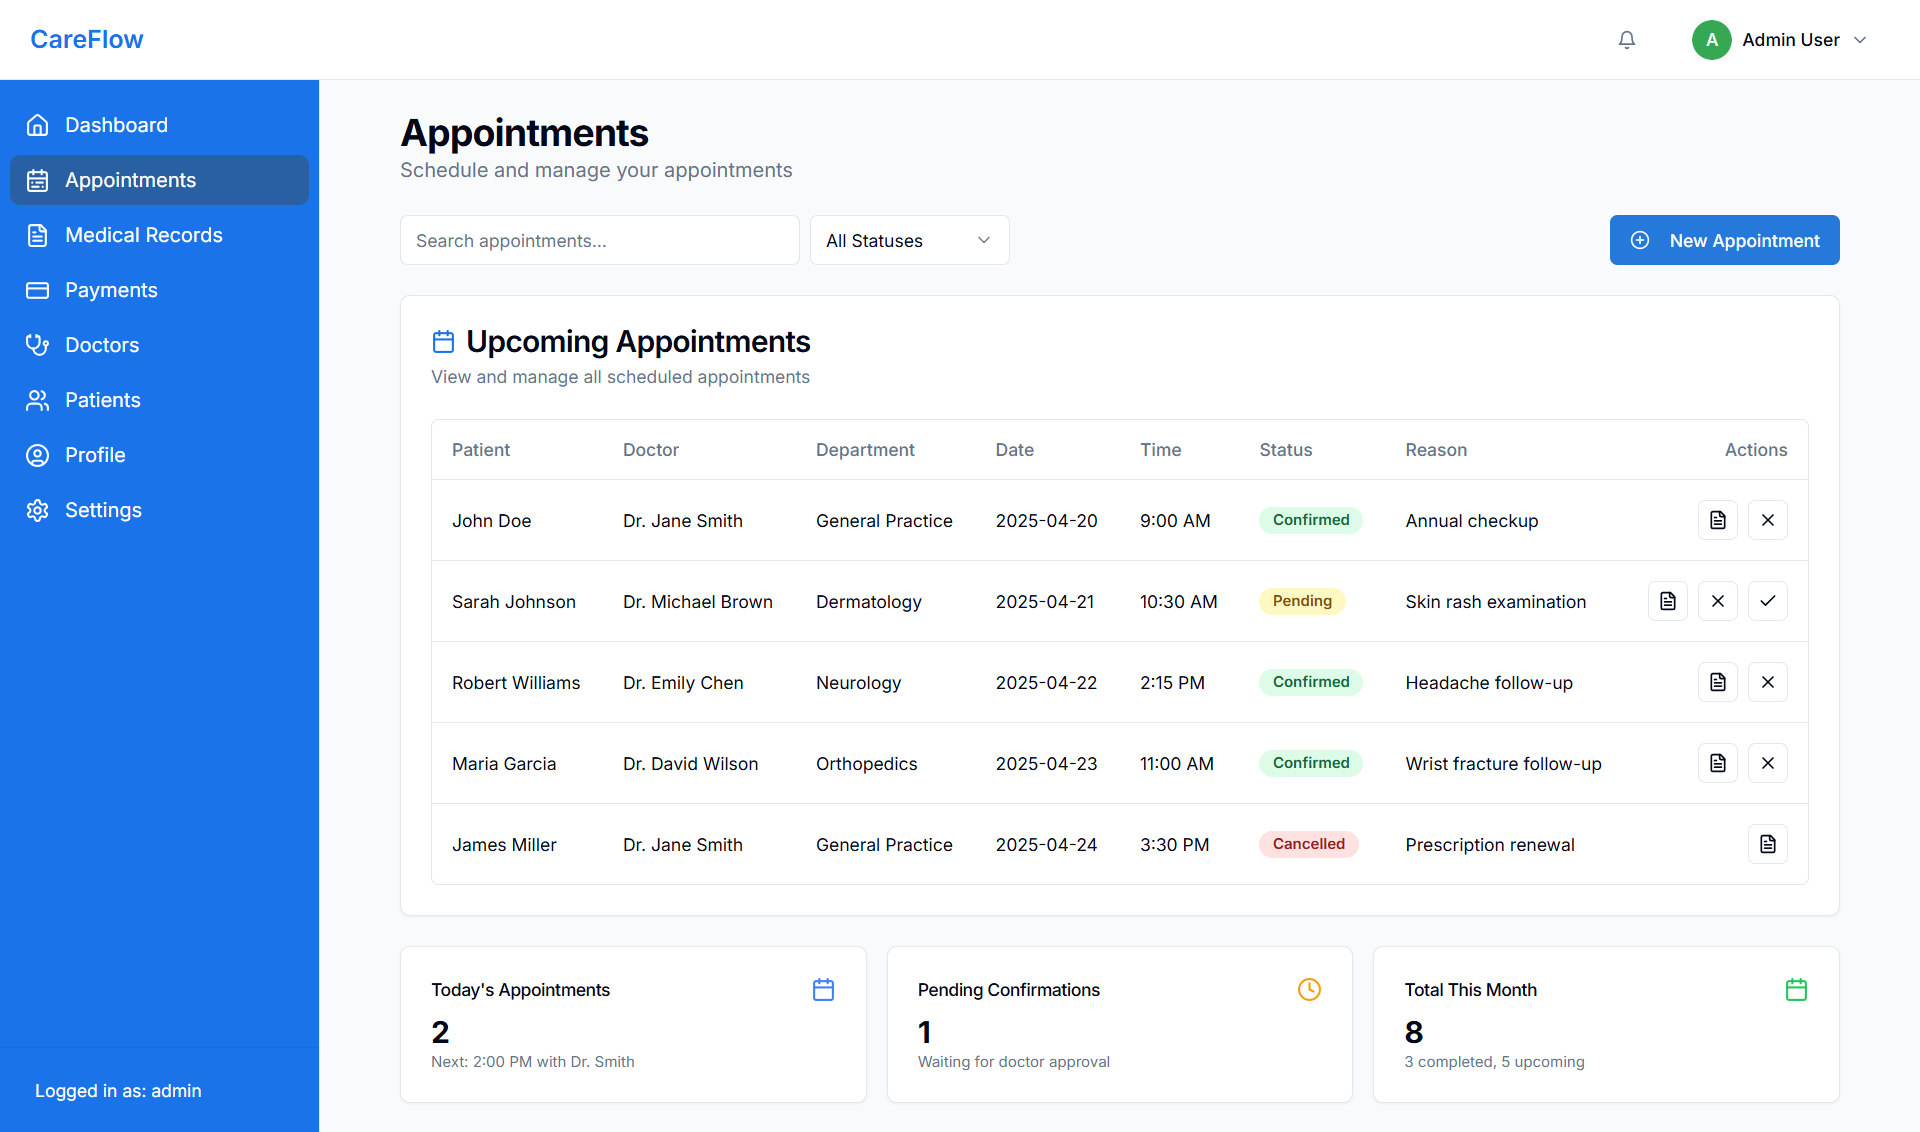 CareFlow
A
Admin User
Dashboard
Appointments
Medical Records
Payments
Doctors
Patients
Profile
Settings
Logged in as: admin
Appointments
Schedule and manage your appointments
Search appointments...
All Statuses
New Appointment
Upcoming Appointments
View and manage all scheduled appointments
Patient Doctor Department Date Time Status Reason Actions
John Doe Dr. Jane Smith General Practice 2025-04-20 9:00 AM Confirmed Annual checkup
Sarah Johnson Dr. Michael Brown Dermatology 2025-04-21 10:30 AM Pending Skin rash examination
Robert Williams Dr. Emily Chen Neurology 2025-04-22 2:15 PM Confirmed Headache follow-up
Maria Garcia Dr. David Wilson Orthopedics 2025-04-23 11:00 AM Confirmed Wrist fracture follow-up
James Miller Dr. Jane Smith General Practice 2025-04-24 3:30 PM Cancelled Prescription renewal
Today's Appointments
2
Next: 2:00 PM with Dr. Smith
Pending Confirmations
1
Waiting for doctor approval
Total This Month
8
3 completed, 5 upcoming